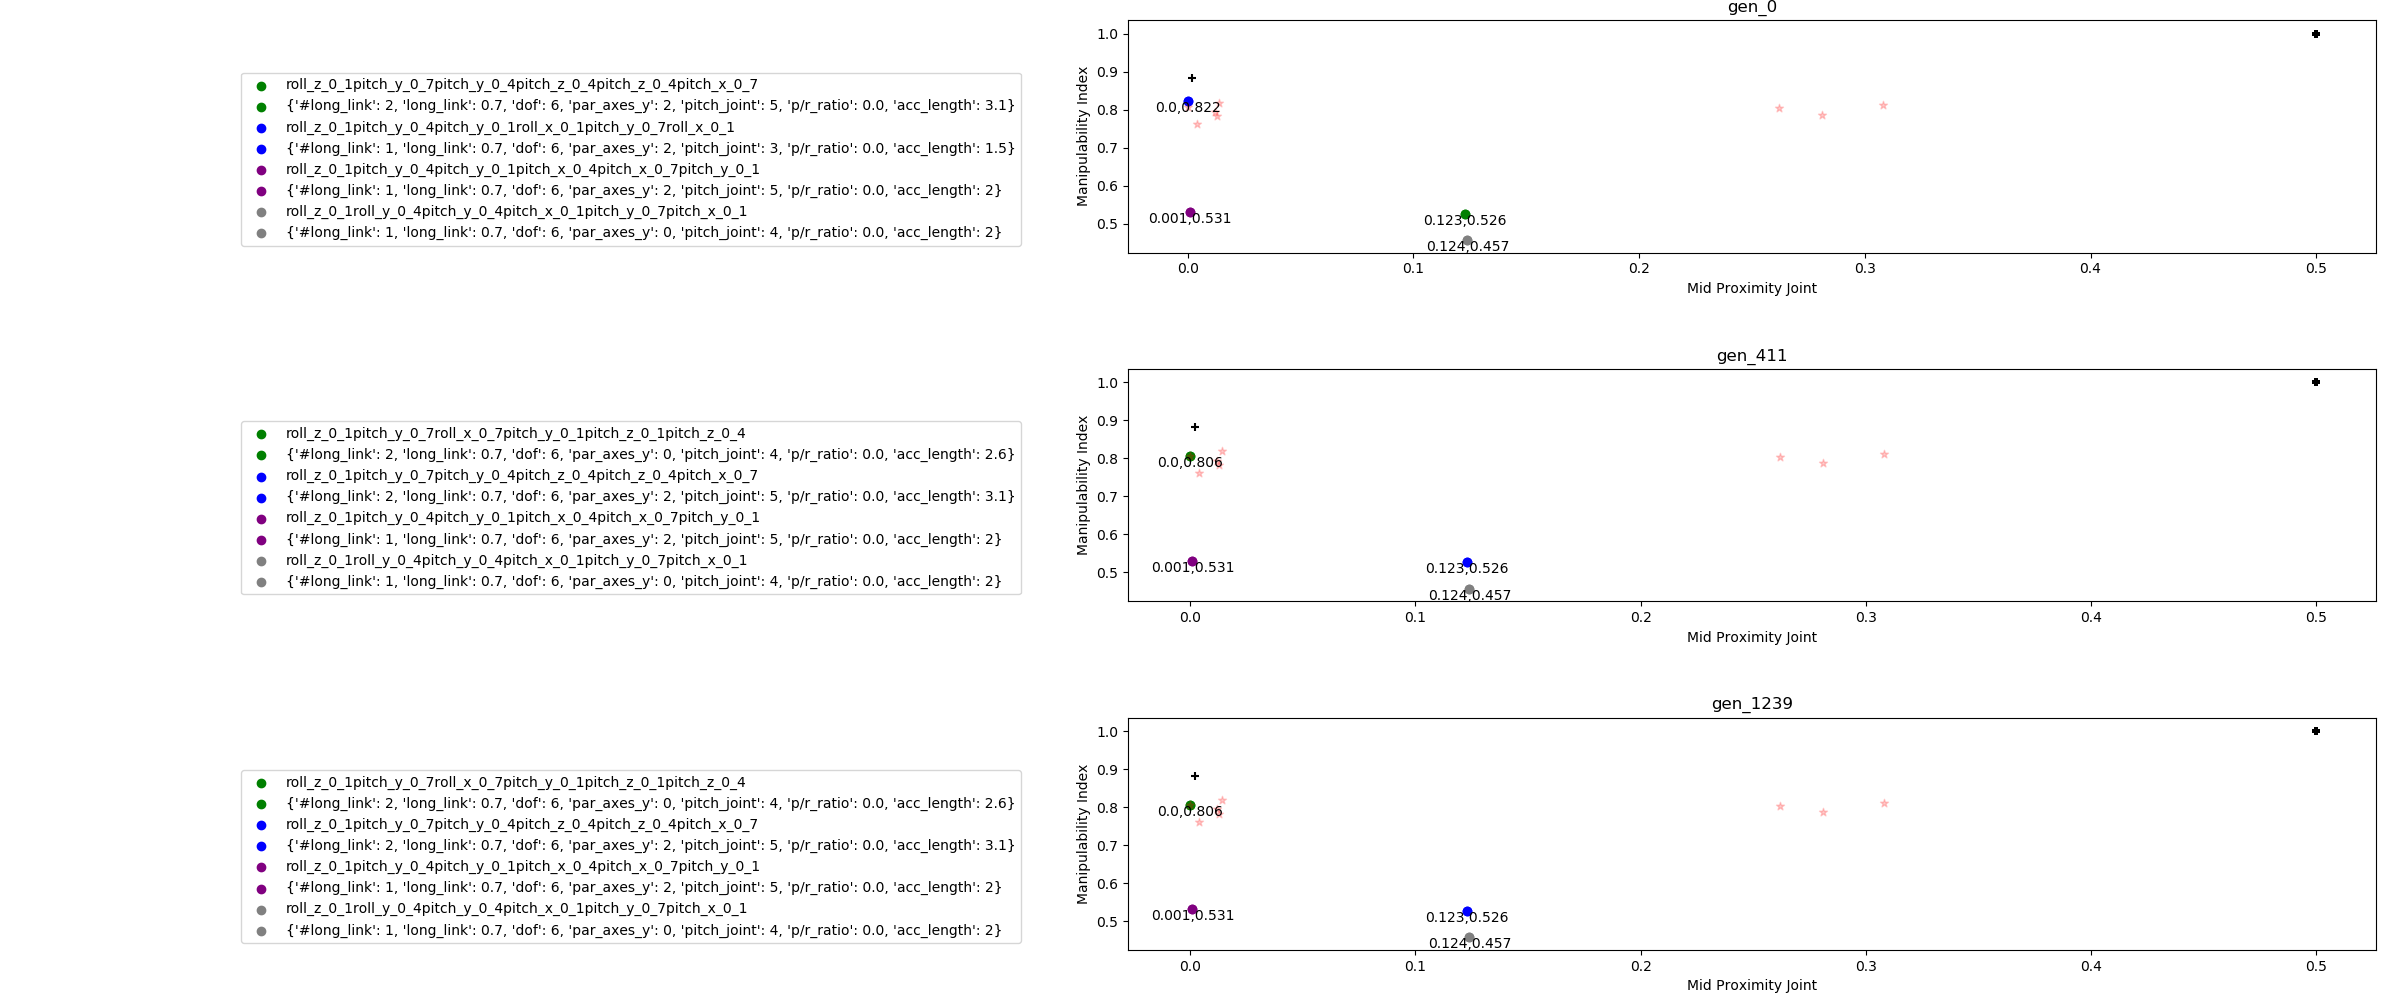 gen_0
roll_z_0_1pitch_y_0_7pitch_y_0_4pitch_z_0_4pitch_z_0_4pitch_x_0_7
{'#long_link': 2, 'long_link': 0.7, 'dof': 6, 'par_axes_y': 2, 'pitch_joint': 5, 'p/r_ratio': 0.0, 'acc_length': 3.1}
roll_z_0_1pitch_y_0_4pitch_y_0_1roll_x_0_1pitch_y_0_7roll_x_0_1
{'#long_link': 1, 'long_link': 0.7, 'dof': 6, 'par_axes_y': 2, 'pitch_joint': 3, 'p/r_ratio': 0.0, 'acc_length': 1.5}
roll_z_0_1pitch_y_0_4pitch_y_0_1pitch_x_0_4pitch_x_0_7pitch_y_0_1
{'#long_link': 1, 'long_link': 0.7, 'dof': 6, 'par_axes_y': 2, 'pitch_joint': 5, 'p/r_ratio': 0.0, 'acc_length': 2}
roll_z_0_1roll_y_0_4pitch_y_0_4pitch_x_0_1pitch_y_0_7pitch_x_0_1
{'#long_link': 1, 'long_link': 0.7, 'dof': 6, 'par_axes_y': 0, 'pitch_joint': 4, 'p/r_ratio': 0.0, 'acc_length': 2}
Manipulability Index
1.0
0.9
0.8
0.7
0.6
0.5
0.0,0.822
0.001,0.531
0.123,0.526
0.124,0.457
0.0 0.1 0.2 0.3 0.4 0.5
Mid Proximity Joint
gen_411
roll_z_0_1pitch_y_0_7roll_x_0_7pitch_y_0_1pitch_z_0_1pitch_z_0_4
{'#long_link': 2, 'long_link': 0.7, 'dof': 6, 'par_axes_y': 0, 'pitch_joint': 4, 'p/r_ratio': 0.0, 'acc_length': 2.6}
roll_z_0_1pitch_y_0_7pitch_y_0_4pitch_z_0_4pitch_z_0_4pitch_x_0_7
{'#long_link': 2, 'long_link': 0.7, 'dof': 6, 'par_axes_y': 2, 'pitch_joint': 5, 'p/r_ratio': 0.0, 'acc_length': 3.1}
roll_z_0_1pitch_y_0_4pitch_y_0_1pitch_x_0_4pitch_x_0_7pitch_y_0_1
{'#long_link': 1, 'long_link': 0.7, 'dof': 6, 'par_axes_y': 2, 'pitch_joint': 5, 'p/r_ratio': 0.0, 'acc_length': 2}
roll_z_0_1roll_y_0_4pitch_y_0_4pitch_x_0_1pitch_y_0_7pitch_x_0_1
{'#long_link': 1, 'long_link': 0.7, 'dof': 6, 'par_axes_y': 0, 'pitch_joint': 4, 'p/r_ratio': 0.0, 'acc_length': 2}
Manipulability Index
1.0
0.9
0.8
0.7
0.6
0.5
0.0,0.806
0.001,0.531
0.123,0.526
0.124,0.457
0.0 0.1 0.2 0.3 0.4 0.5
Mid Proximity Joint
gen_1239
roll_z_0_1pitch_y_0_7roll_x_0_7pitch_y_0_1pitch_z_0_1pitch_z_0_4
{'#long_link': 2, 'long_link': 0.7, 'dof': 6, 'par_axes_y': 0, 'pitch_joint': 4, 'p/r_ratio': 0.0, 'acc_length': 2.6}
roll_z_0_1pitch_y_0_7pitch_y_0_4pitch_z_0_4pitch_z_0_4pitch_x_0_7
{'#long_link': 2, 'long_link': 0.7, 'dof': 6, 'par_axes_y': 2, 'pitch_joint': 5, 'p/r_ratio': 0.0, 'acc_length': 3.1}
roll_z_0_1pitch_y_0_4pitch_y_0_1pitch_x_0_4pitch_x_0_7pitch_y_0_1
{'#long_link': 1, 'long_link': 0.7, 'dof': 6, 'par_axes_y': 2, 'pitch_joint': 5, 'p/r_ratio': 0.0, 'acc_length': 2}
roll_z_0_1roll_y_0_4pitch_y_0_4pitch_x_0_1pitch_y_0_7pitch_x_0_1
{'#long_link': 1, 'long_link': 0.7, 'dof': 6, 'par_axes_y': 0, 'pitch_joint': 4, 'p/r_ratio': 0.0, 'acc_length': 2}
Manipulability Index
1.0
0.9
0.8
0.7
0.6
0.5
0.0,0.806
0.001,0.531
0.123,0.526
0.124,0.457
0.0 0.1 0.2 0.3 0.4 0.5
Mid Proximity Joint